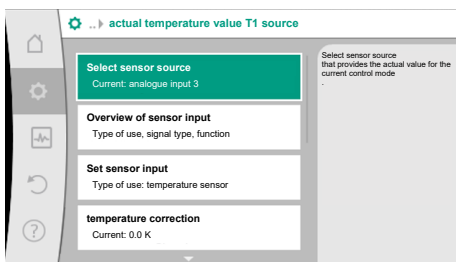 ..▸ actual temperature value T1 source
Select sensor source
Current: analogue input 3
Overview of sensor input
Type of use, signal type, function
Set sensor input
Type of use: temperature sensor
temperature correction
Current: 0.0 K
Select sensor source
that provides the actual value for the
current control mode
.